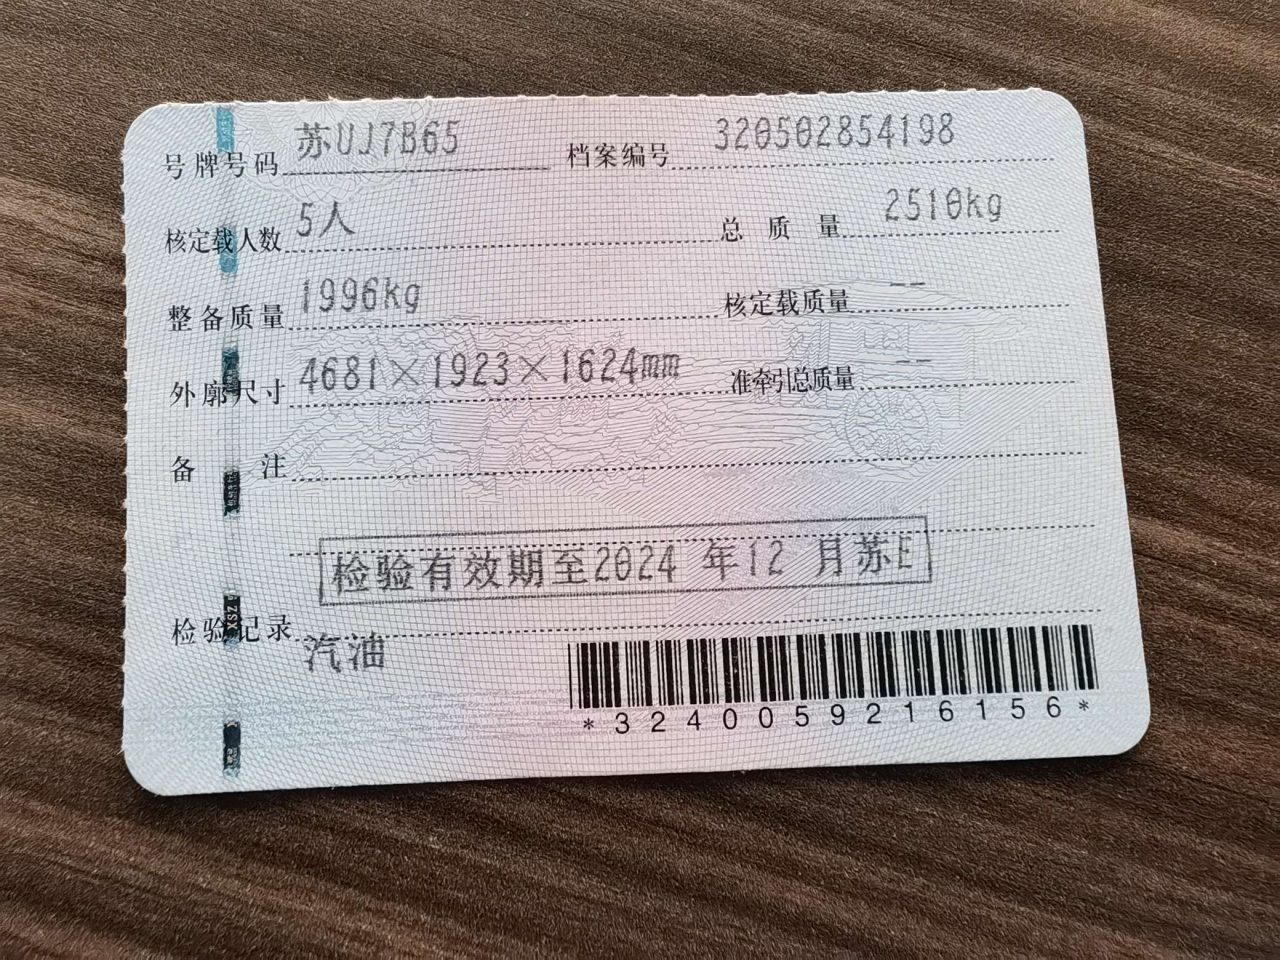 号牌号码 苏UJ7B65 档案编号 320502854198
核定载人数 5人 总质量 2510kg
整备质量 1996kg 核定载质量 --
外廓尺寸 4681×1923×1624mm 准牵引总质量 --
备注
检验有效期至2024 年12 月苏E
检验记录
汽油
*3240059216156*
XSZ